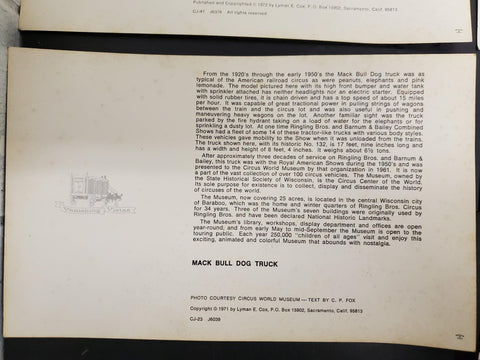 Published and Copyrighted © 1972 by Lyman E. Cox, P.O. Box 15802, Sacramento, Calif. 95813
CJ-41 J6376 All rights reserved
From the 1920's through the early 1950's the Mack Bull Dog truck was as
typical of the American railroad circus as were peanuts, elephants and pink
lemonade. The model pictured here with its high front bumper and water tank
with sprinkler attached has neither headlights nor an electric starter. Equipped
with solid rubber tires, it is chain driven and has a top speed of about 15 miles
per hour. It was capable of great tractional power in pulling strings of wagons
between the train and the circus lot and was also useful in pushing and
maneuvering heavy wagons on the lot. Another familiar sight was the truck
parked by the fire hydrant taking on a load of water for the elephants or for
sprinkling a dusty lot. At one time Ringling Bros. and Barnum & Bailey Combined
Shows had a fleet of some 14 of these tractor-like trucks with various body styles.
These vehicles gave mobility to the Show when it was unloaded from the trains.
The truck shown here, with its historic No. 132, is 17 feet, nine inches long and
has a width and height of 8 feet, 4 inches. It weighs about 6½ tons.
After approximately three decades of service on Ringling Bros. and Barnum &
Bailey, this truck was with the Royal American Shows during the 1950's and was
presented to the Circus World Museum by that organization in 1961. It is now
a part of the vast collection of over 100 circus vehicles. The Museum, owned by
the State Historical Society of Wisconsin, is the Circus Center of the World.
Its sole purpose for existence is to collect, display and disseminate the history
of circuses of the world.
The Museum, now covering 25 acres, is located in the central Wisconsin city
of Baraboo, which was the home and winter quarters of Ringling Bros. Circus
for 34 years. Three of the Museum's seven buildings were originally used by
Ringling Bros. and have been declared National Historic Landmarks.
The Museum's library, workshops, display department and offices are open
year-round, and from early May to mid-September the Museum is open to the
touring public. Each year 250,000 "children of all ages" visit and enjoy this
exciting, animated and colorful Museum that abounds with nostalgia.
MACK BULL DOG TRUCK
PHOTO COURTESY CIRCUS WORLD MUSEUM — TEXT BY C. P. FOX
Copyright © 1971 by Lyman E. Cox, P.O. Box 15802, Sacramento, Calif. 95813
CJ-23 J6039